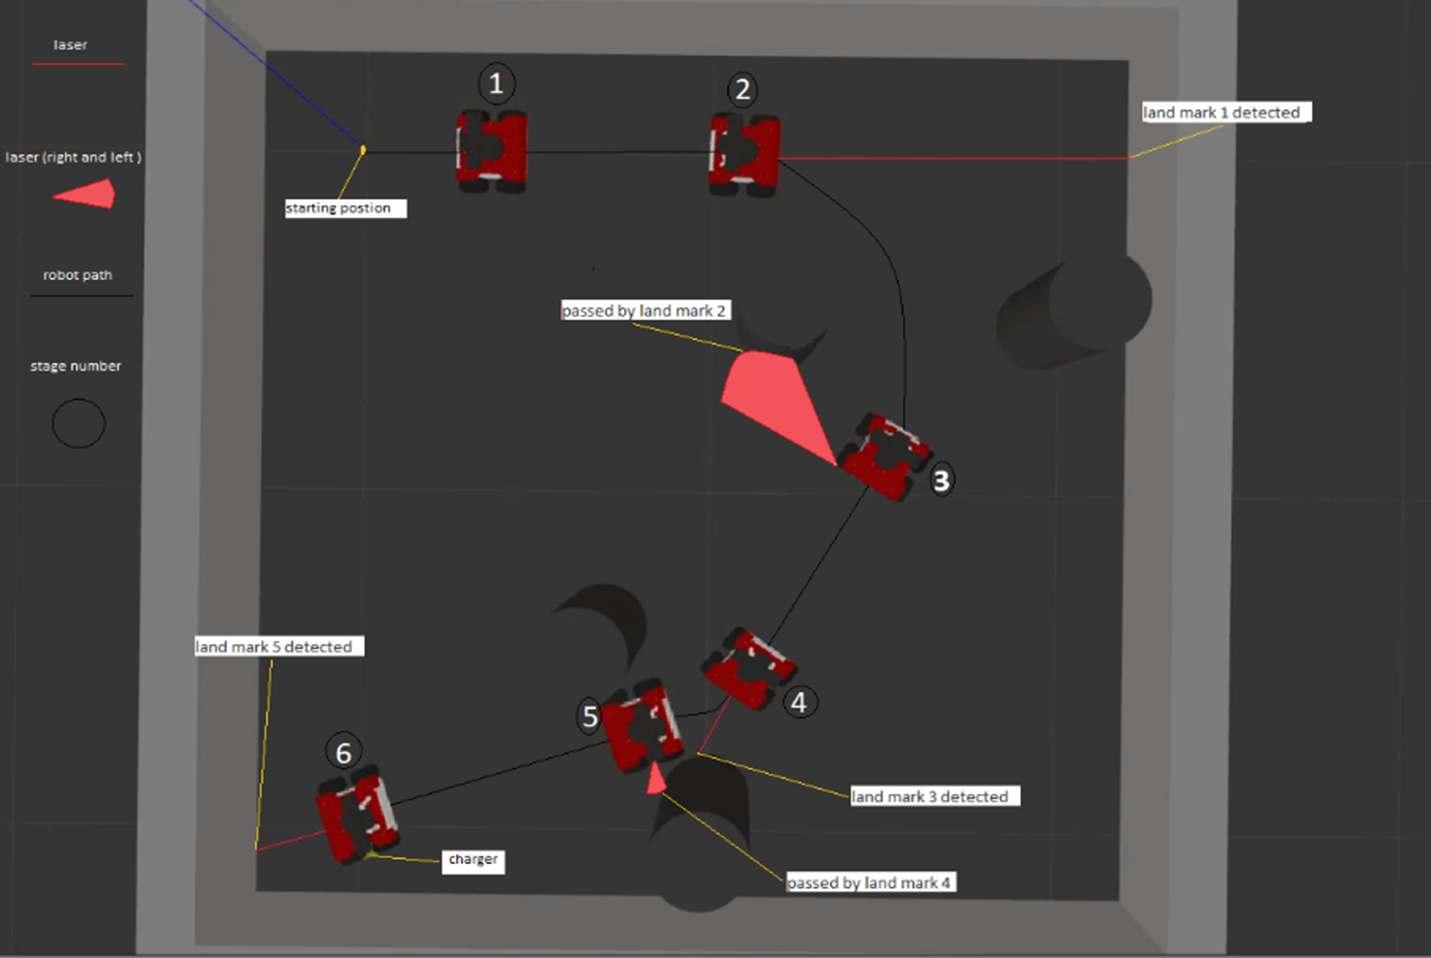 laser
laser (right and left )
robot path
stage number
1
2
land mark 1 detected
starting postion
passed by land mark 2
3
land mark 5 detected
4
5
6
land mark 3 detected
charger
passed by land mark 4